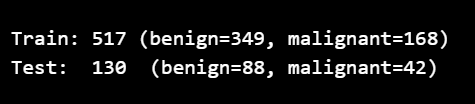 Train: 517 (benign=349, malignant=168)
Test:  130  (benign=88, malignant=42)